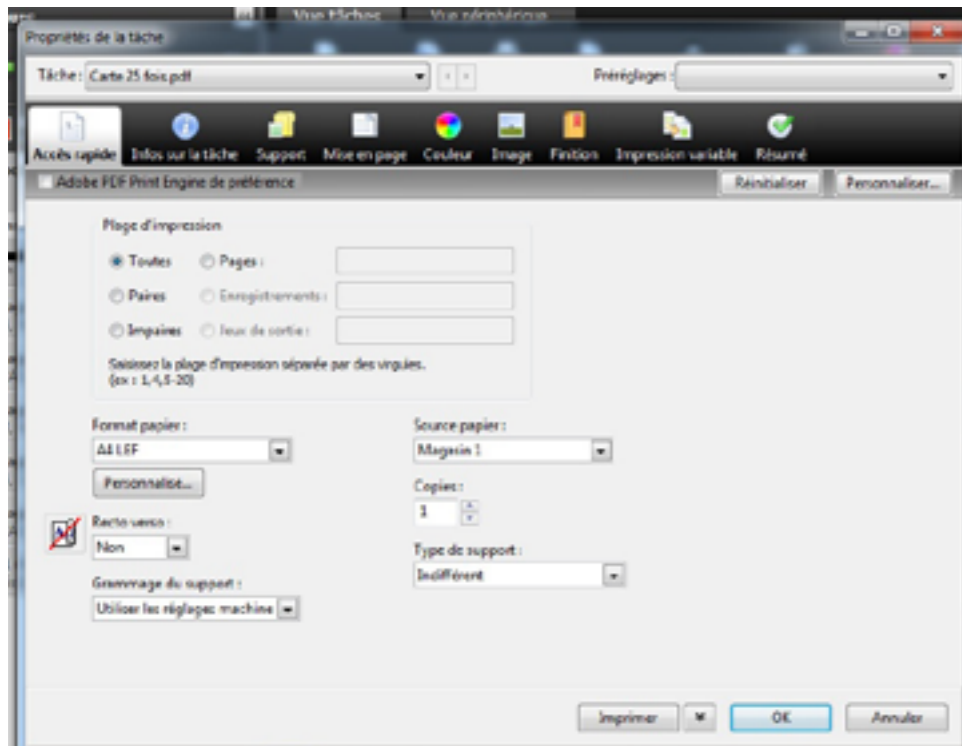 Vue tâches Vue périphérique
Propriétés de la tâche
Tâche : Carte 25 fois.pdf Préréglages :
Accès rapide Infos sur la tâche Support Mise en page Couleur Image Finition Impression variable Résumé
Adobe PDF Print Engine de préférence Réinitialiser Personnaliser...
Plage d'impression
Toutes Pages :
Paires Enregistrements :
Impaires Jeux de sortie :
Saisissez la plage d'impression séparée par des virgules.
(ex : 1,4,5-20)
Format papier : Source papier :
A4 LEF Magasin 1
Personnalise... Copies :
1
Recto verso :
Non Type de support :
Indifférent
Grammage du support :
Utiliser les réglages machine
Imprimer OK Annuler